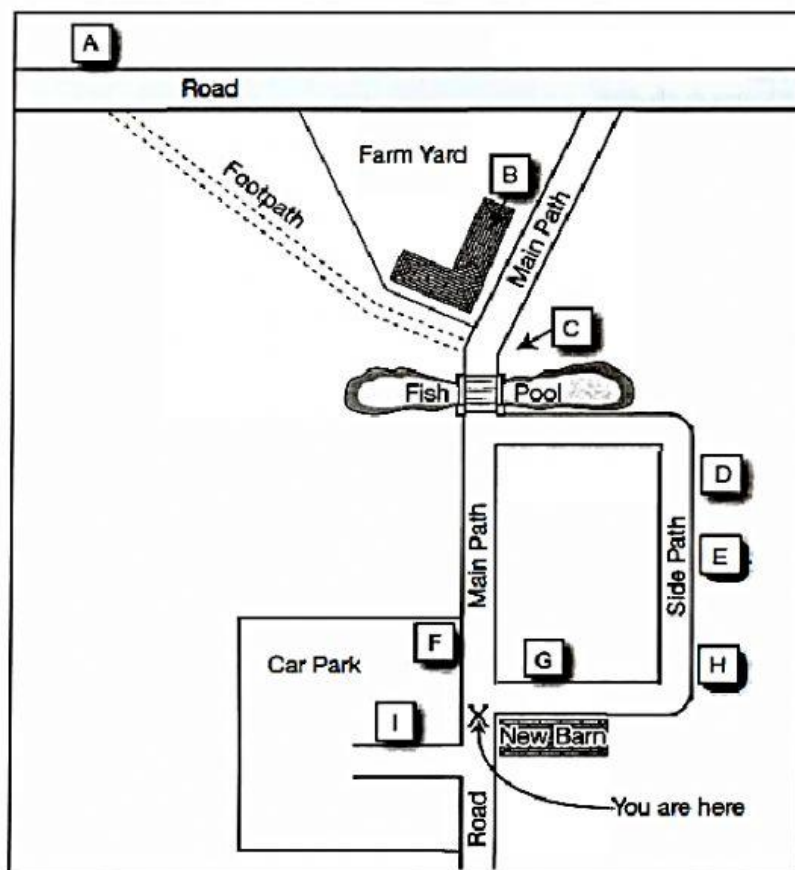 A
Road
Farm Yard
B
Footpath
Main Path
C
Fish Pool
D
Main Path
E
Side Path
F
G
H
Car Park
I
New Barn
You are here
Road